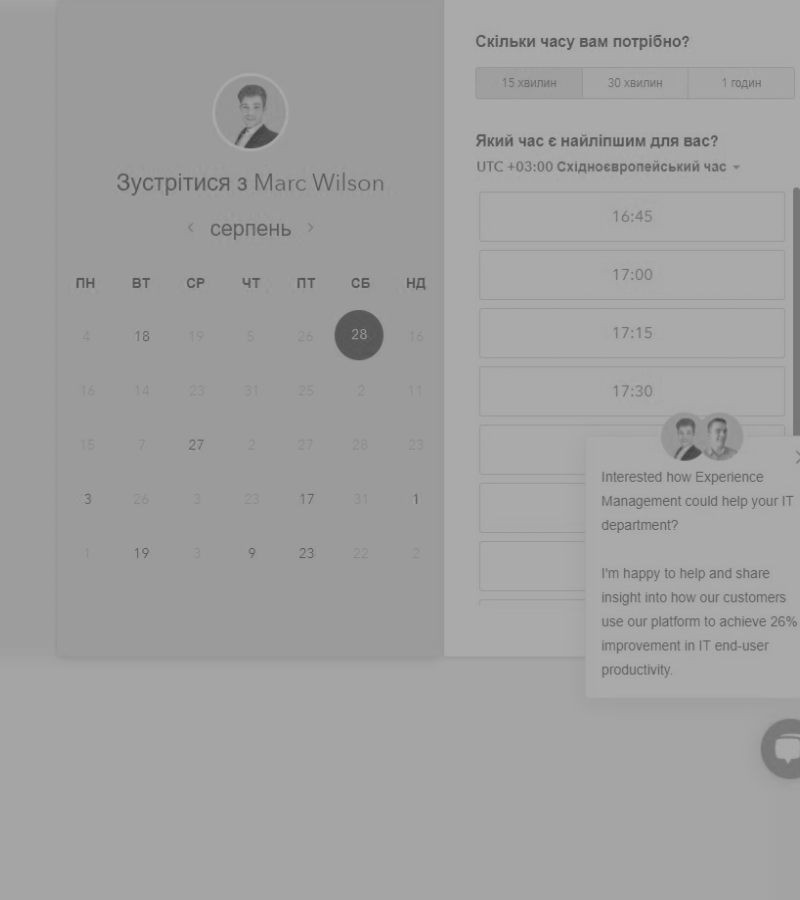 Зустрітися з Marc Wilson
серпень
ПН ВТ СР ЧТ ПТ СБ НД
4 18 19 5 26 28 16
16 14 23 31 25 2 11
15 7 27 2 27 28 23
3 26 3 23 17 31 1
1 19 3 9 23 22 2
Скільки часу вам потрібно?
15 хвилин 30 хвилин 1 годин
Який час є найліпшим для вас?
UTC +03:00 Східноєвропейський час
16:45
17:00
17:15
17:30
Interested how Experience
Management could help your IT
department?
I'm happy to help and share
insight into how our customers
use our platform to achieve 26%
improvement in IT end-user
productivity.